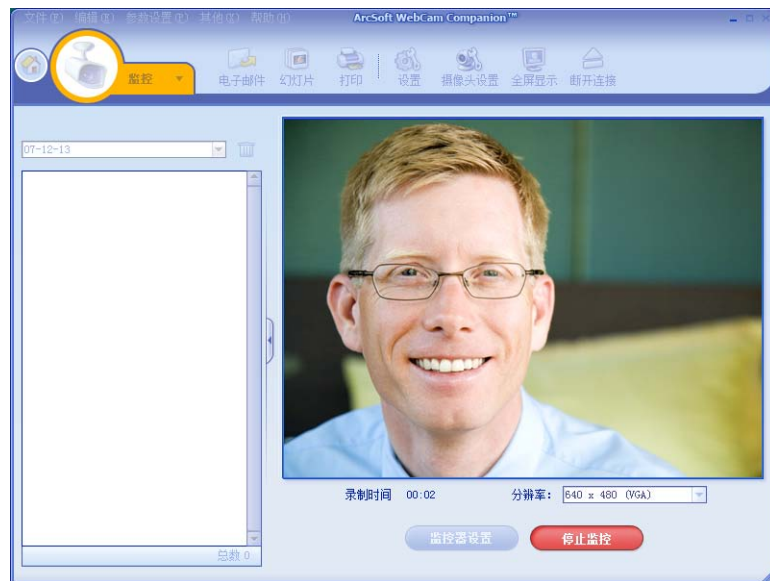 文件(F) 编辑(E) 参数设置(P) 其他(X) 帮助(H) ArcSoft WebCam Companion™
监控 电子邮件 幻灯片 打印 设置 摄像头设置 全屏显示 断开连接
07-12-13
录制时间 00:02 分辨率: 640 x 480 (VGA)
监控器设置 停止监控
总数 0